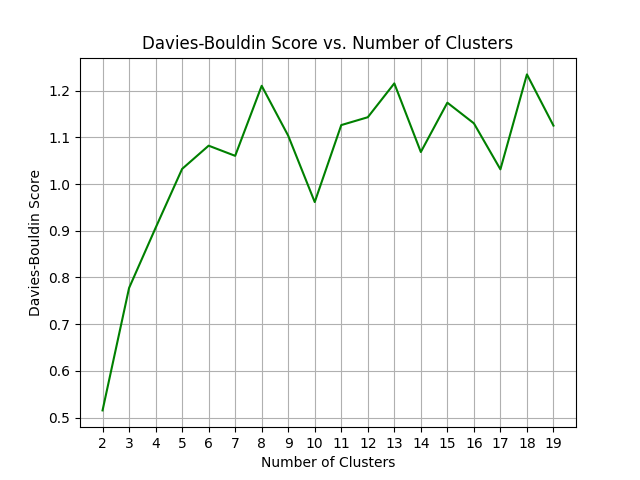 Davies-Bouldin Score vs. Number of Clusters
Davies-Bouldin Score
1.2
1.1
1.0
0.9
0.8
0.7
0.6
0.5
2 3 4 5 6 7 8 9 10 11 12 13 14 15 16 17 18 19
Number of Clusters